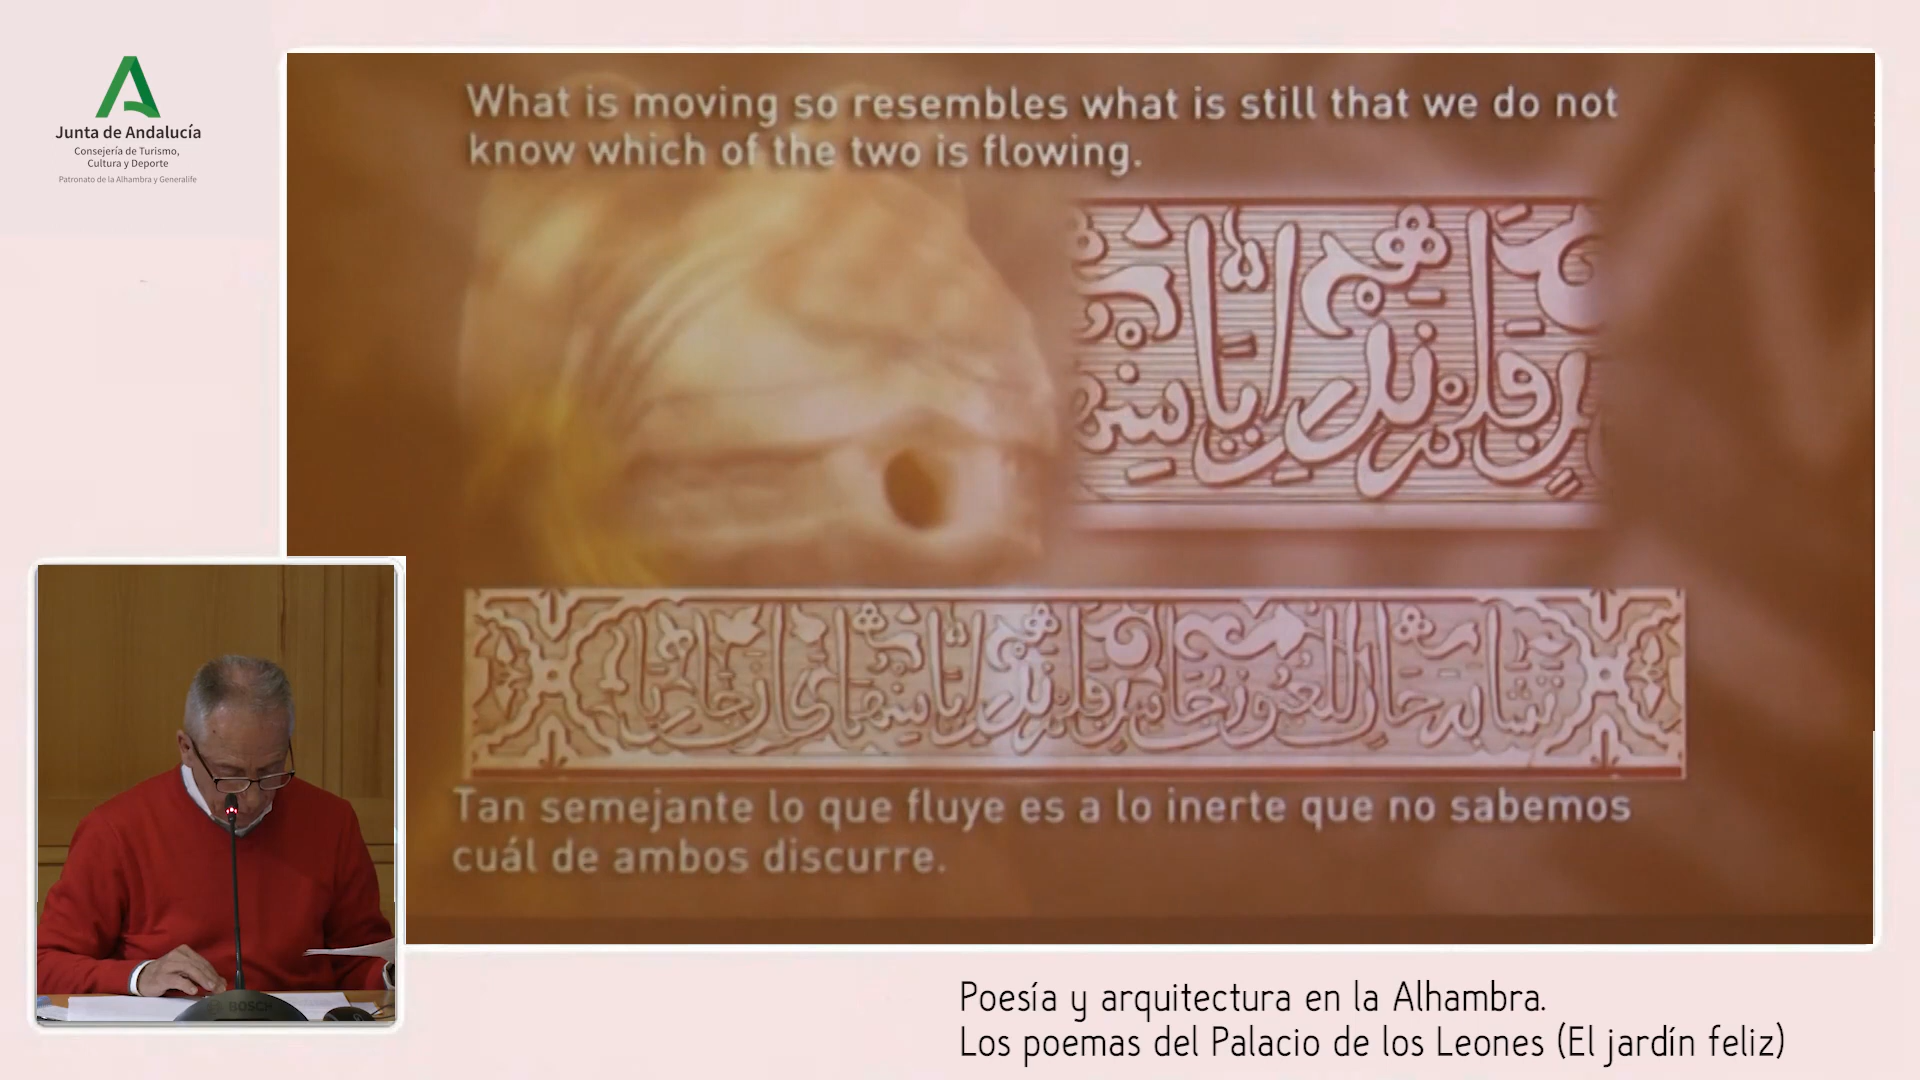 Junta de Andalucía
Consejería de Turismo,
Cultura y Deporte
Patronato de la Alhambra y Generalife
What is moving so resembles what is still that we do not
know which of the two is flowing.
Tan semejante lo que fluye es a lo inerte que no sabemos
cuál de ambos discurre.
BOSCH
Poesía y arquitectura en la Alhambra.
Los poemas del Palacio de los Leones (El jardín feliz)